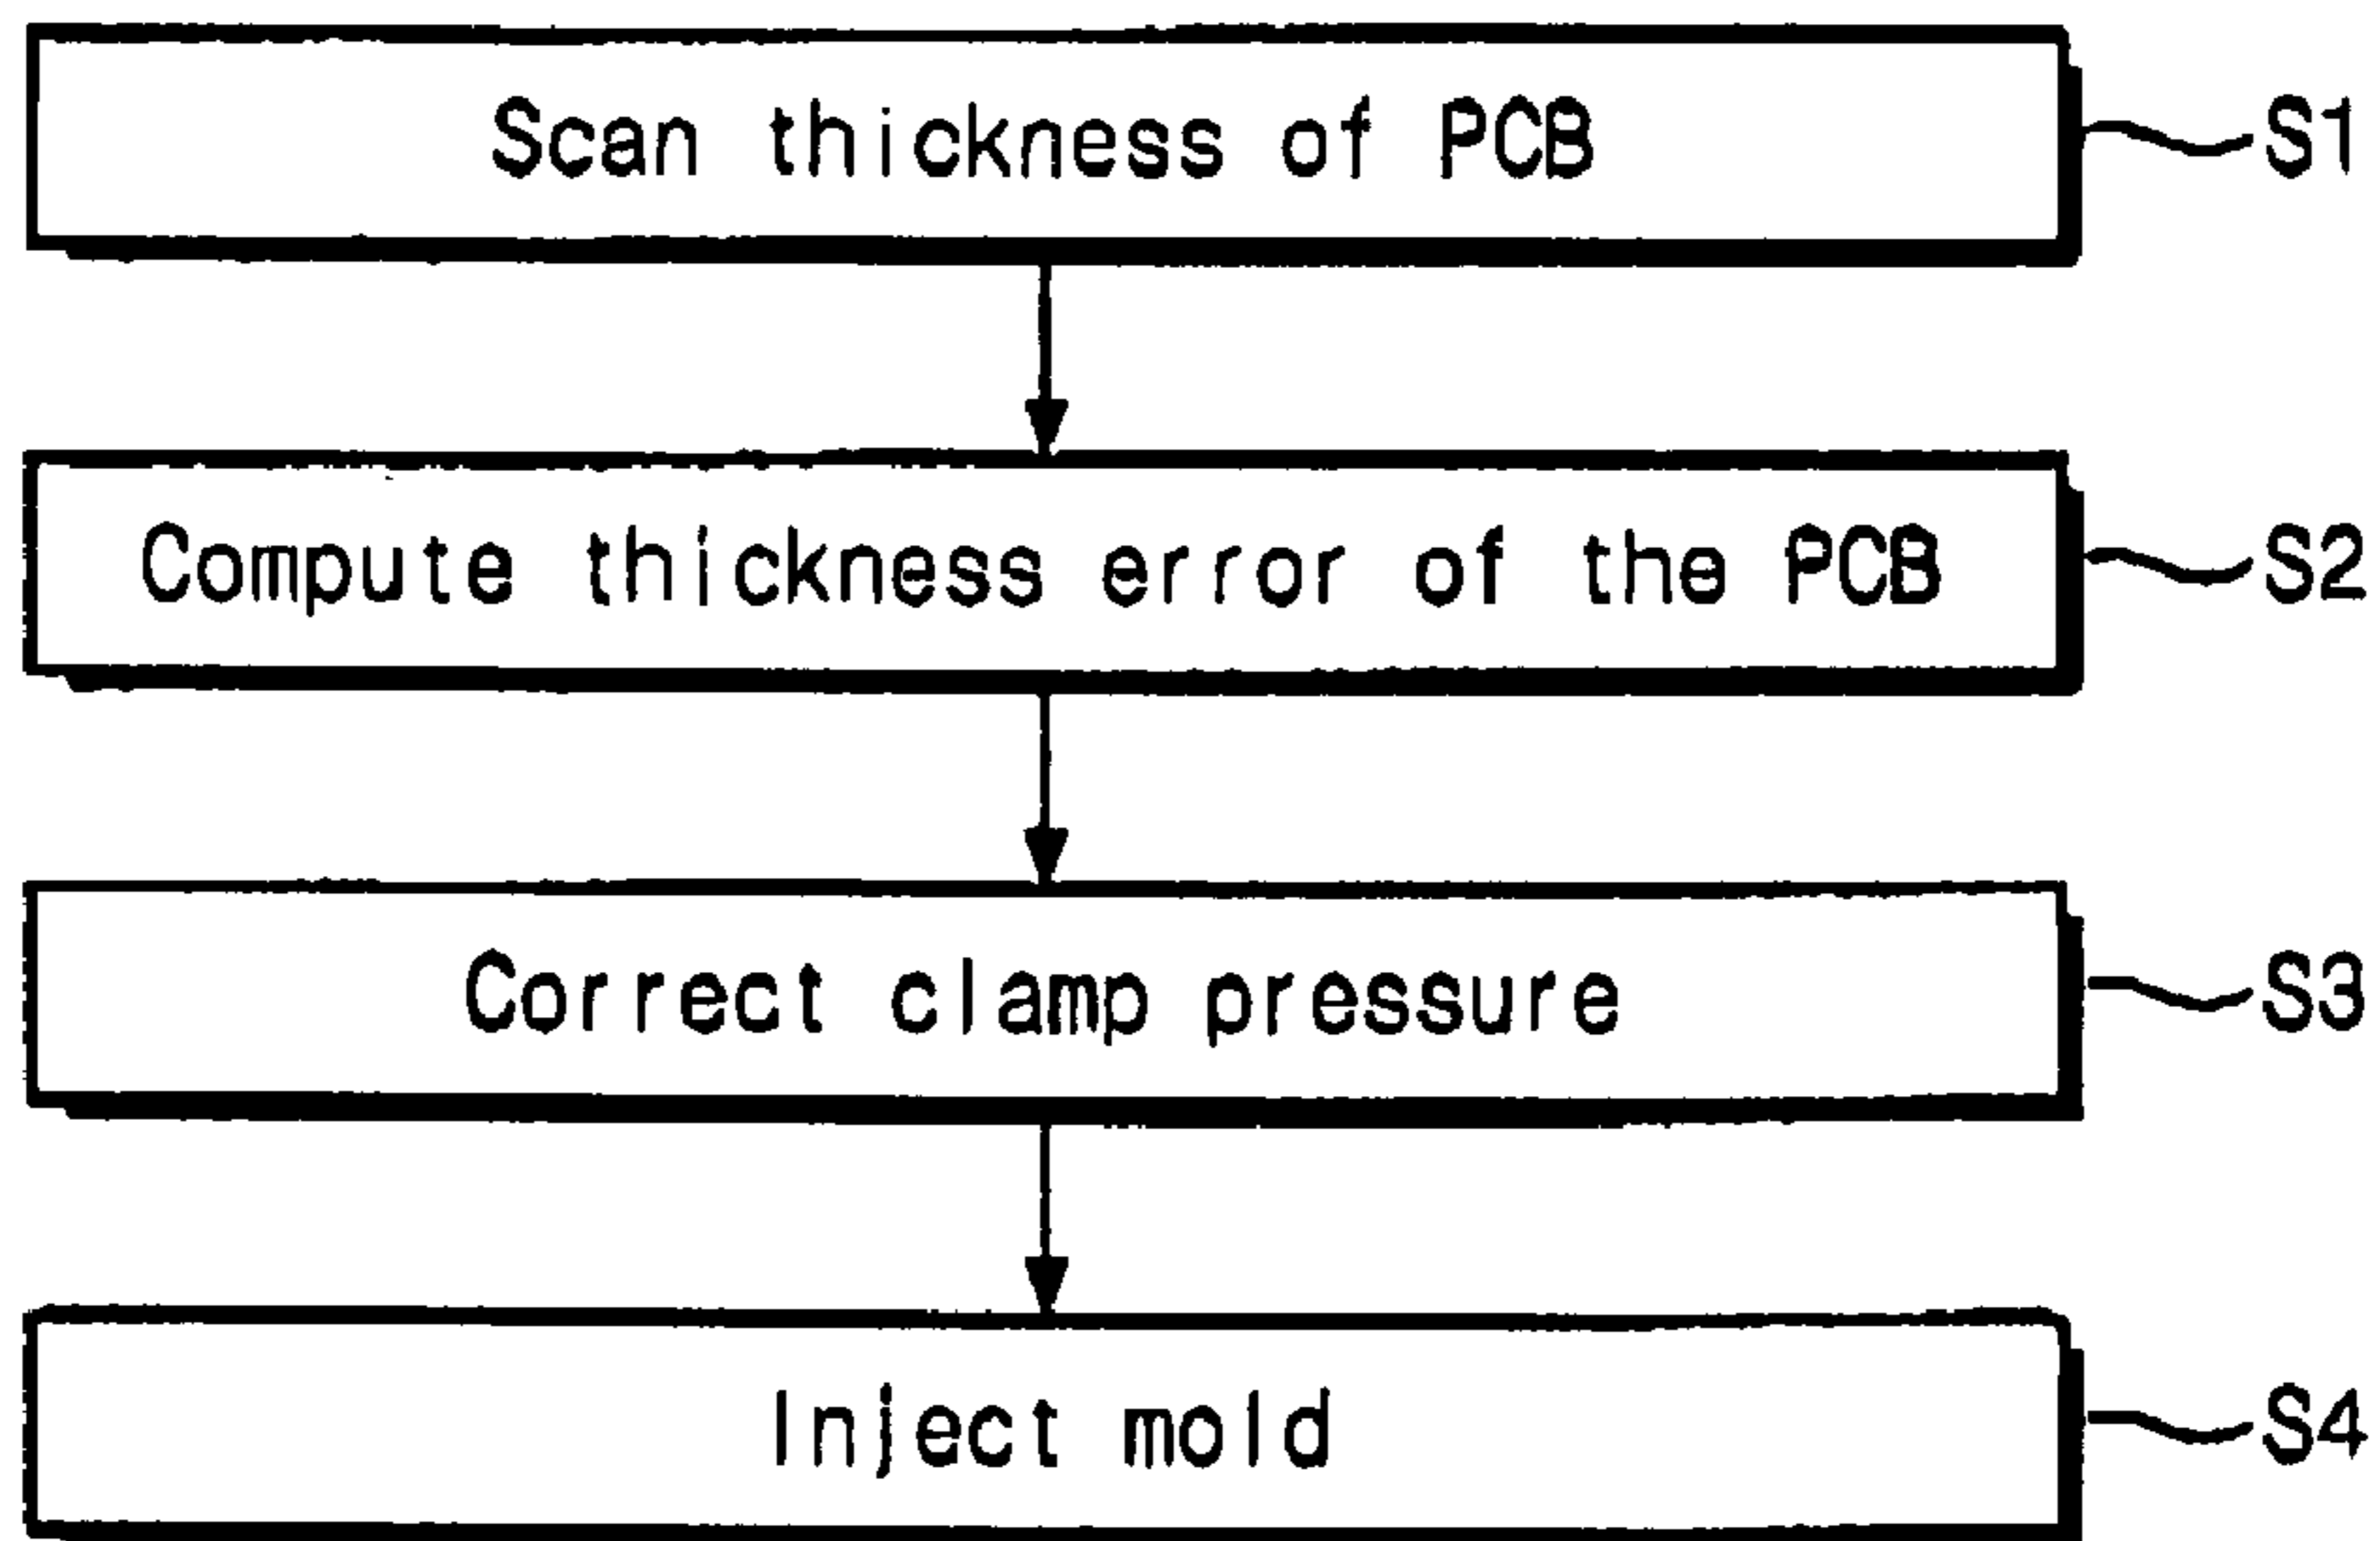 Scan thickness of PCB S1
Compute thickness error of the PCB S2
Correct clamp pressure S3
Inject mold S4